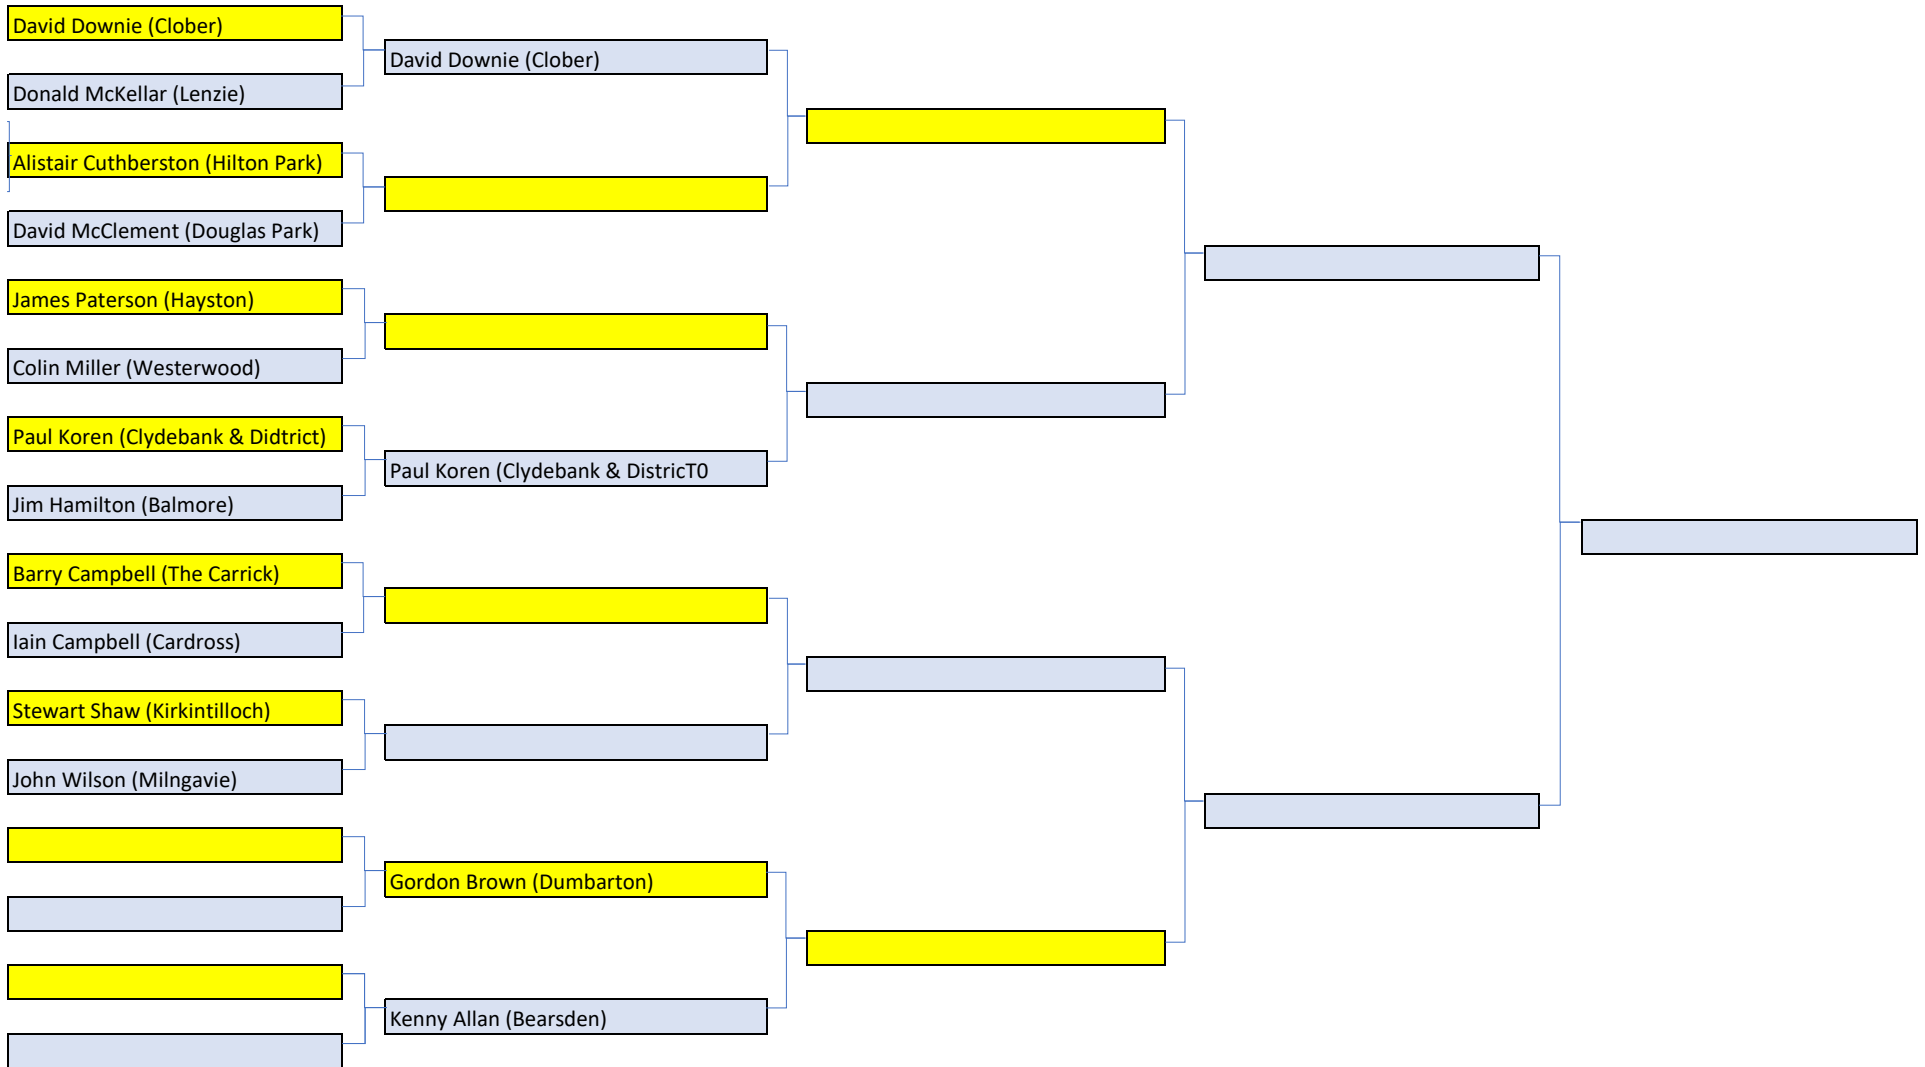 David Downie (Clober)
Donald McKellar (Lenzie)
Alistair Cuthberston (Hilton Park)
David McClement (Douglas Park)
James Paterson (Hayston)
Colin Miller (Westerwood)
Paul Koren (Clydebank & Didtrict)
Jim Hamilton (Balmore)
Barry Campbell (The Carrick)
Iain Campbell (Cardross)
Stewart Shaw (Kirkintilloch)
John Wilson (Milngavie)
David Downie (Clober)
Paul Koren (Clydebank & DistricT0
Gordon Brown (Dumbarton)
Kenny Allan (Bearsden)